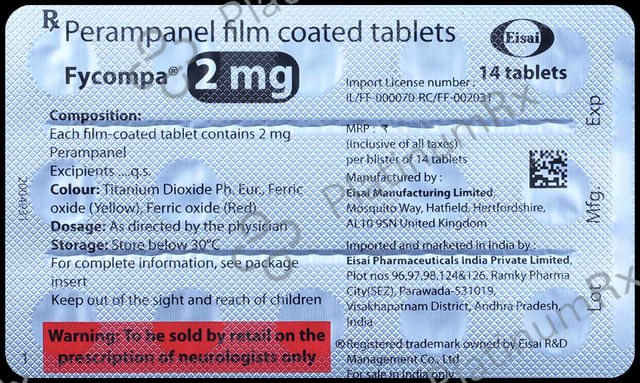 Rx Perampanel film coated tablets
Fycompa® 2 mg
Eisai
14 tablets
Composition:
Each film-coated tablet contains 2 mg
Perampanel
Excipients ....q.s.
Colour: Titanium Dioxide Ph. Eur., Ferric
oxide (Yellow), Ferric oxide (Red)
Dosage: As directed by the physician
Storage: Store below 30°C
For complete information, see package
insert
Keep out of the sight and reach of children
Warning: To be sold by retail on the
prescription of neurologists only
1
2004931
Import License number :
IL/FF-000070-RC/FF-002031
MRP : ₹
(Inclusive of all taxes)
per blister of 14 tablets
Manufactured by :
Eisai Manufacturing Limited,
Mosquito Way, Hatfield, Hertfordshire,
AL10 9SN United Kingdom
Imported and marketed in India by :
Eisai Pharmaceuticals India Private Limited,
Plot nos 96,97,98,124&126, Ramky Pharma
City(SEZ), Parawada-531019,
Visakhapatnam District, Andhra Pradesh,
India
®Registered trademark owned by Eisai R&D
Management Co., Ltd
For sale in India only
Lot Mfg. Exp
PlatinumRx
PlatinumRx
PlatinumRx